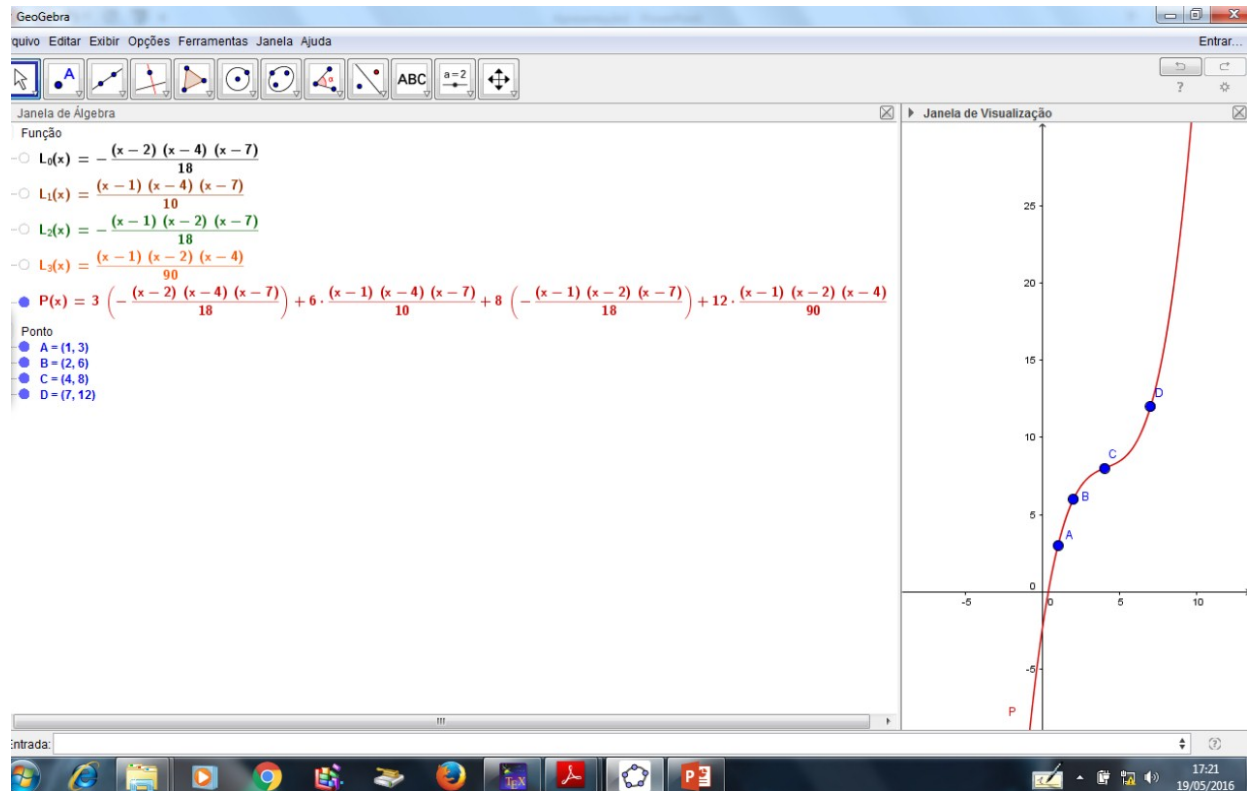 GeoGebra
quivo Editar Exibir Opções Ferramentas Janela Ajuda
Entrar...
A
ABC
a=2
?
Janela de Álgebra
Janela de Visualização
Função
L₀(x) = − (x − 2) (x − 4) (x − 7) / 18
L₁(x) = (x − 1) (x − 4) (x − 7) / 10
L₂(x) = − (x − 1) (x − 2) (x − 7) / 18
L₃(x) = (x − 1) (x − 2) (x − 4) / 90
P(x) = 3 (− (x − 2) (x − 4) (x − 7) / 18) + 6 · (x − 1) (x − 4) (x − 7) / 10 + 8 (− (x − 1) (x − 2) (x − 7) / 18) + 12 · (x − 1) (x − 2) (x − 4) / 90
Ponto
A = (1, 3)
B = (2, 6)
C = (4, 8)
D = (7, 12)
25
20
15
D
10
C
B
5
A
0
-5
0
5
10
-5
P
Entrada:
?
TEX
P
17:21
19/05/2016